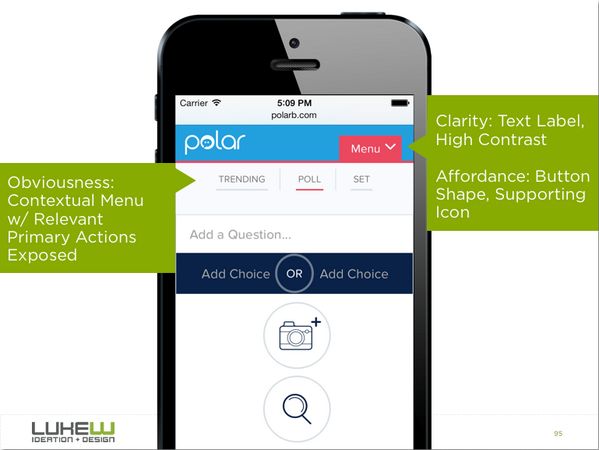 Carrier 5:09 PM
polarb.com
polar
Menu
TRENDING POLL SET
Add a Question...
Add Choice OR Add Choice
Clarity: Text Label,
High Contrast
Affordance: Button
Shape, Supporting
Icon
Obviousness:
Contextual Menu
w/ Relevant
Primary Actions
Exposed
LUKEW
IDEATION + DESIGN
95